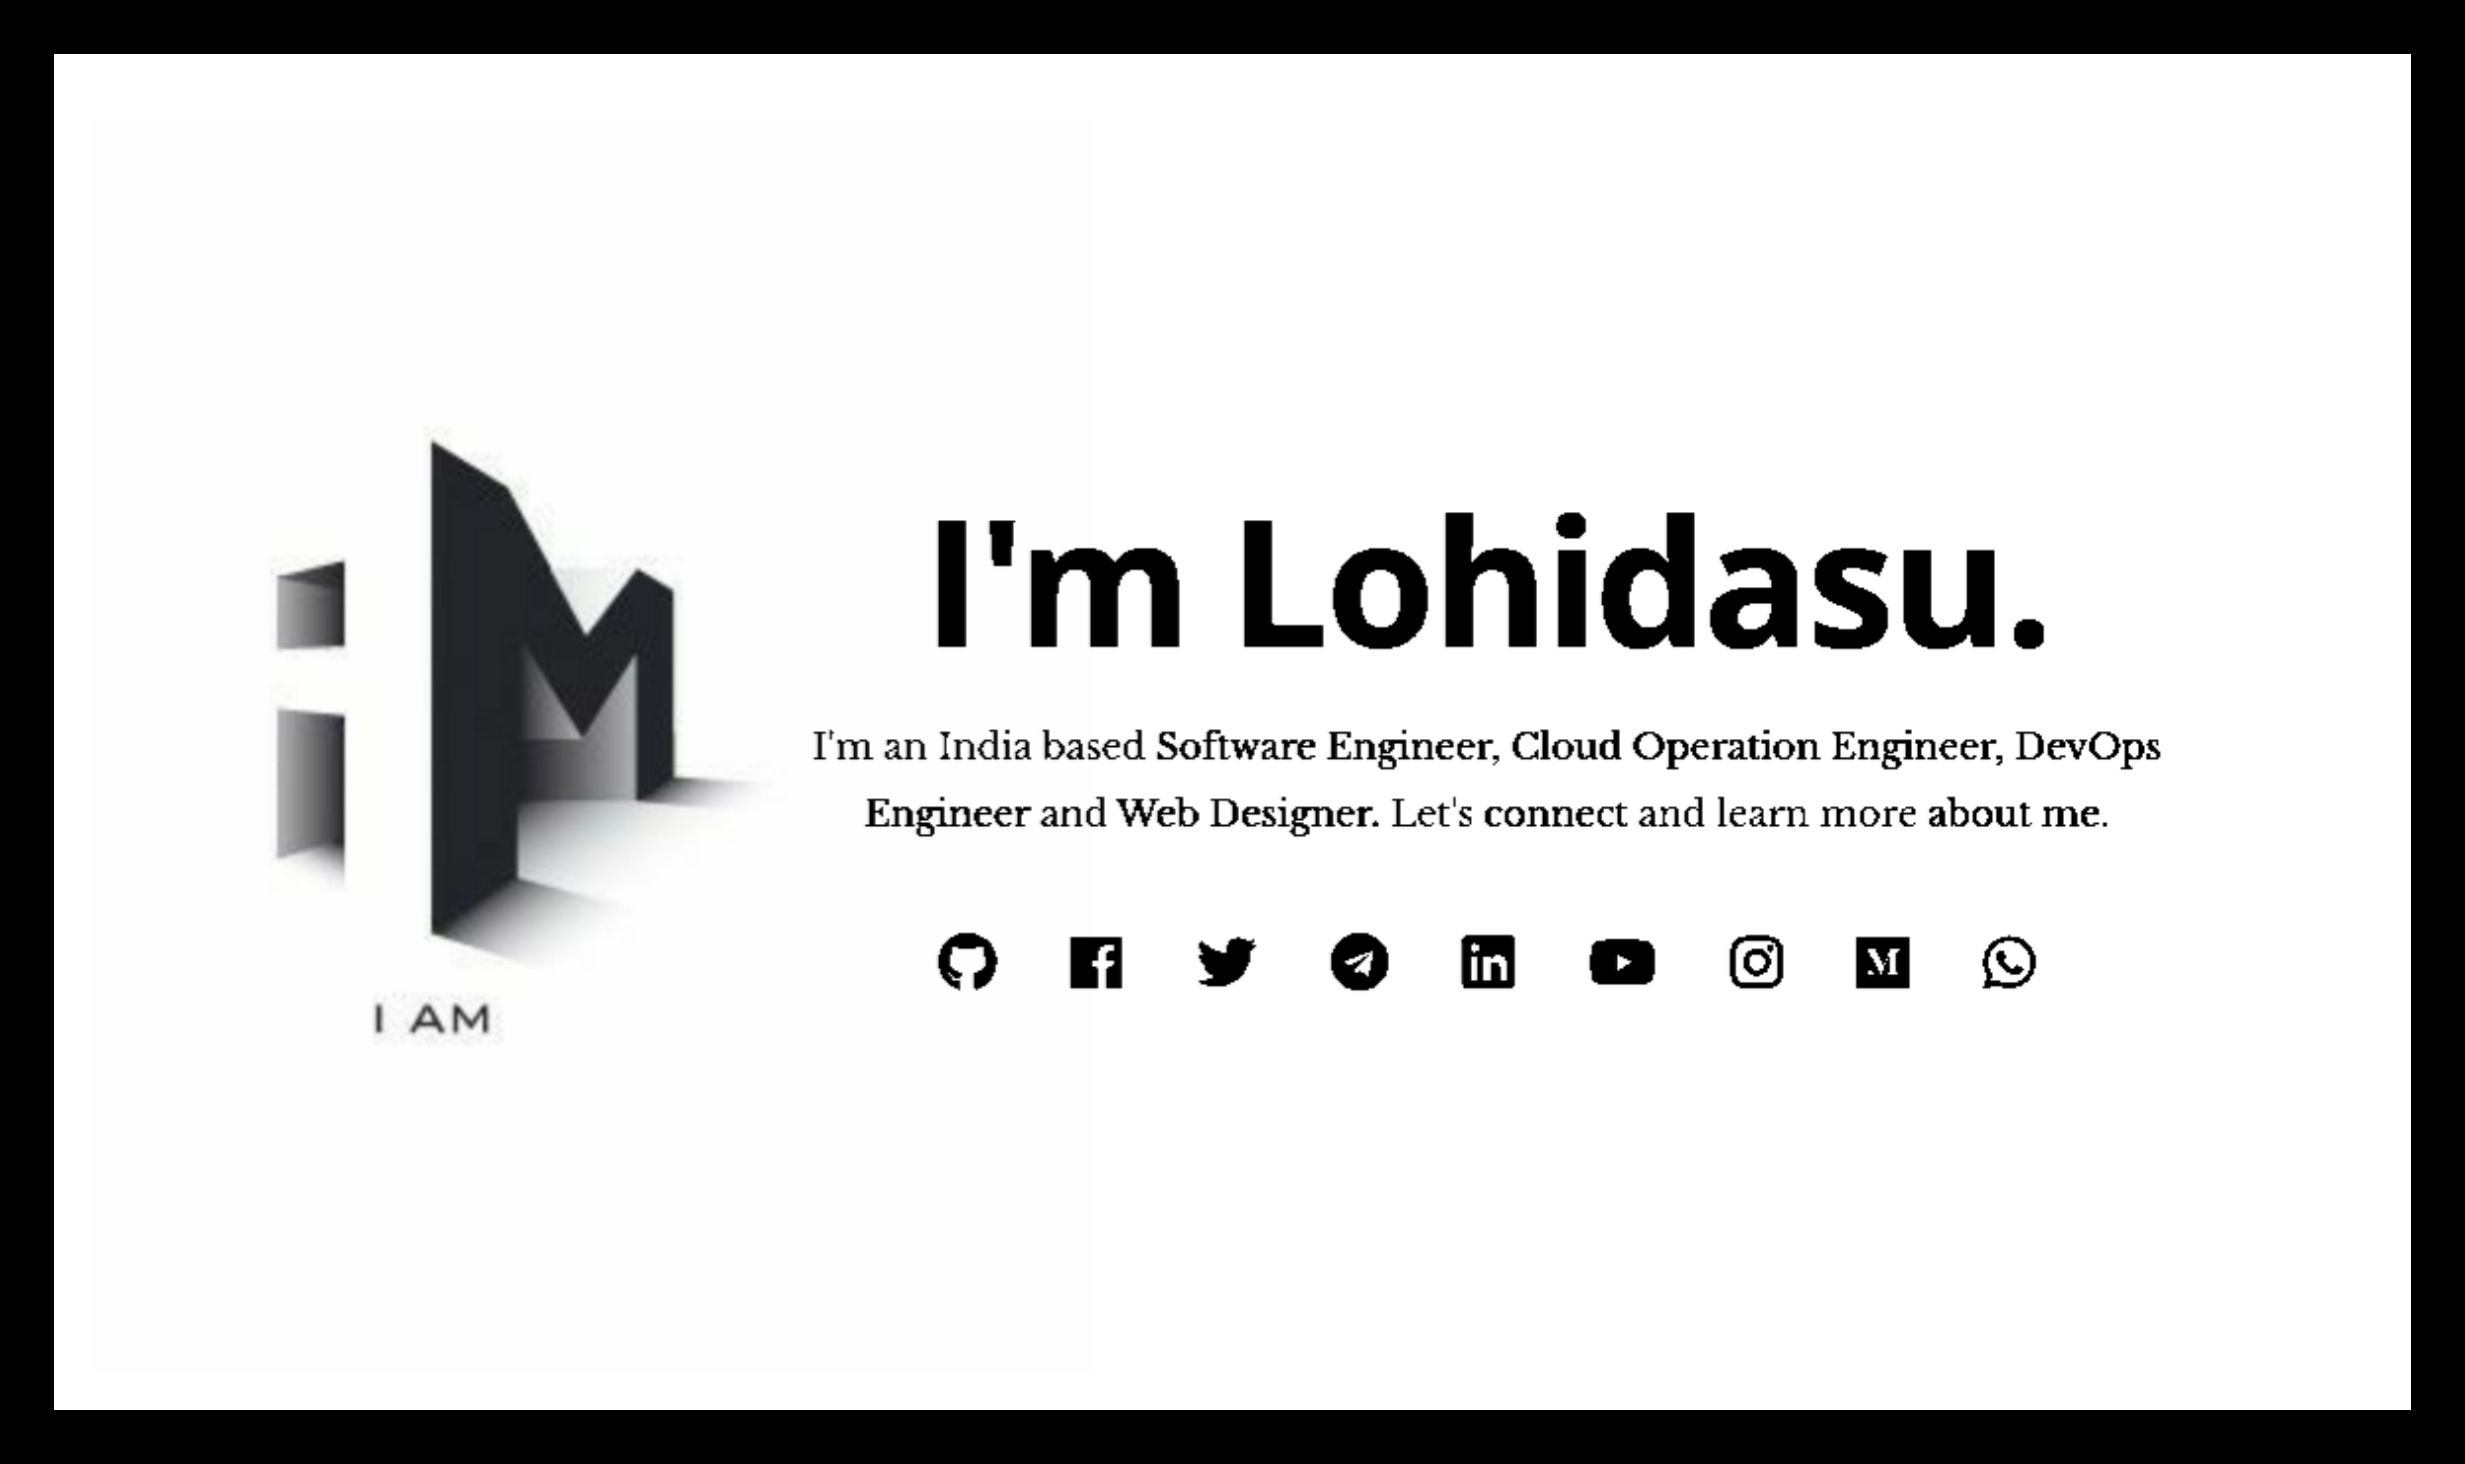 I AM
I'm Lohidasu.
I'm an India based Software Engineer, Cloud Operation Engineer, DevOps
Engineer and Web Designer. Let's connect and learn more about me.